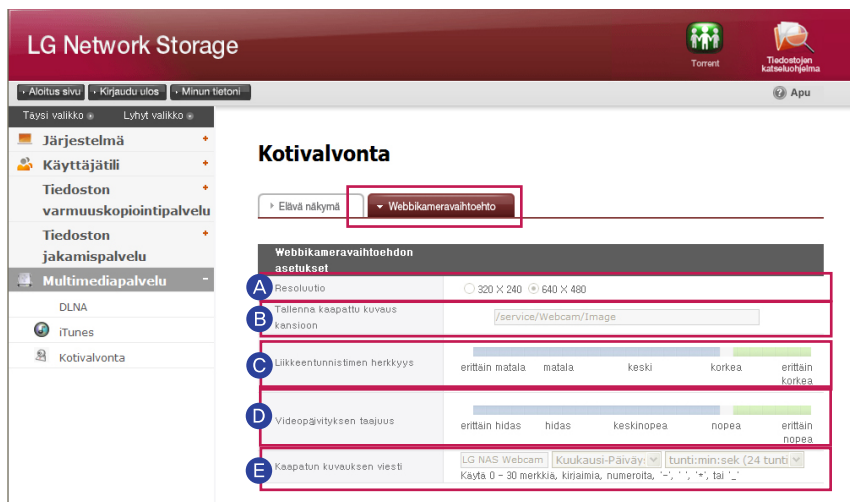 LG Network Storage
Torrent
Tiedostojen
katseluohjelma
Aloitus sivu
Kirjaudu ulos
Minun tietoni
Apu
Täysi valikko
Lyhyt valikko
Järjestelmä
Käyttäjätili
Tiedoston
varmuuskopiointipalvelu
Tiedoston
jakamispalvelu
Multimediapalvelu
DLNA
iTunes
Kotivalvonta
Kotivalvonta
Elävä näkymä
Webbikameravaihtoehto
Webbikameravaihtoehdon
asetukset
A
Resoluutio
320 X 240
640 X 480
B
Tallenna kaapattu kuvaus
kansioon
/service/Webcam/Image
C
Liikkeentunnistimen herkkyys
erittäin matala
matala
keski
korkea
erittäin
korkea
D
Videopäivityksen taajuus
erittäin hidas
hidas
keskinopea
nopea
erittäin
nopea
E
Kaapatun kuvauksen viesti
LG NAS Webcam
Kuukausi-Päiväy:
tunti:min:sek (24 tunti
Käytä 0 - 30 merkkiä, kirjaimia, numeroita, '-', ' ', '+', tai '_'